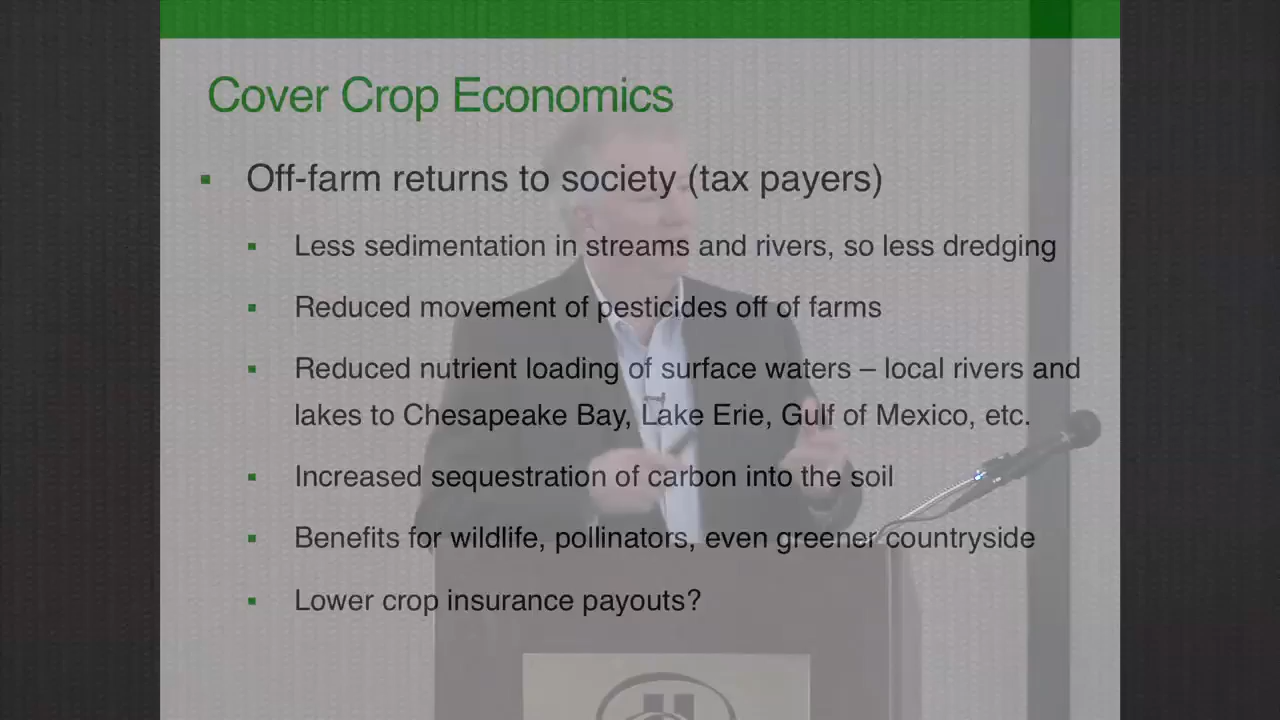 Cover Crop Economics
▪ Off-farm returns to society (tax payers)
▪ Less sedimentation in streams and rivers, so less dredging
▪ Reduced movement of pesticides off of farms
▪ Reduced nutrient loading of surface waters – local rivers and
lakes to Chesapeake Bay, Lake Erie, Gulf of Mexico, etc.
▪ Increased sequestration of carbon into the soil
▪ Benefits for wildlife, pollinators, even greener countryside
▪ Lower crop insurance payouts?